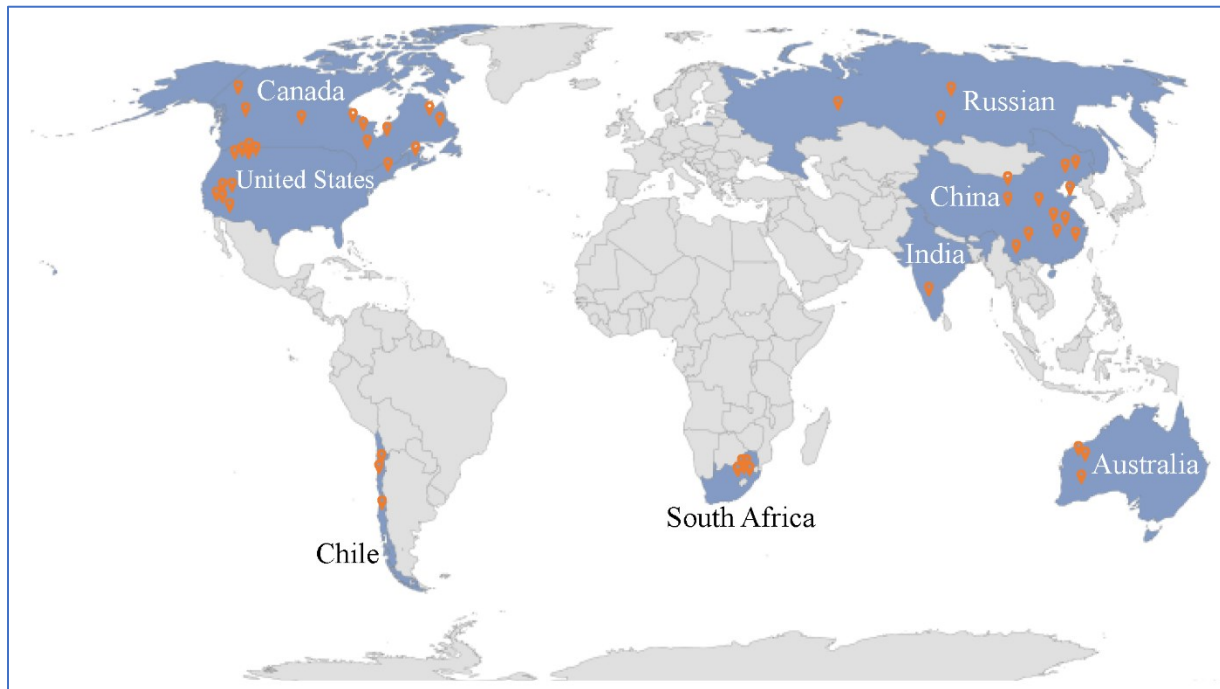 Canada
Russian
United States
China
India
Australia
South Africa
Chile